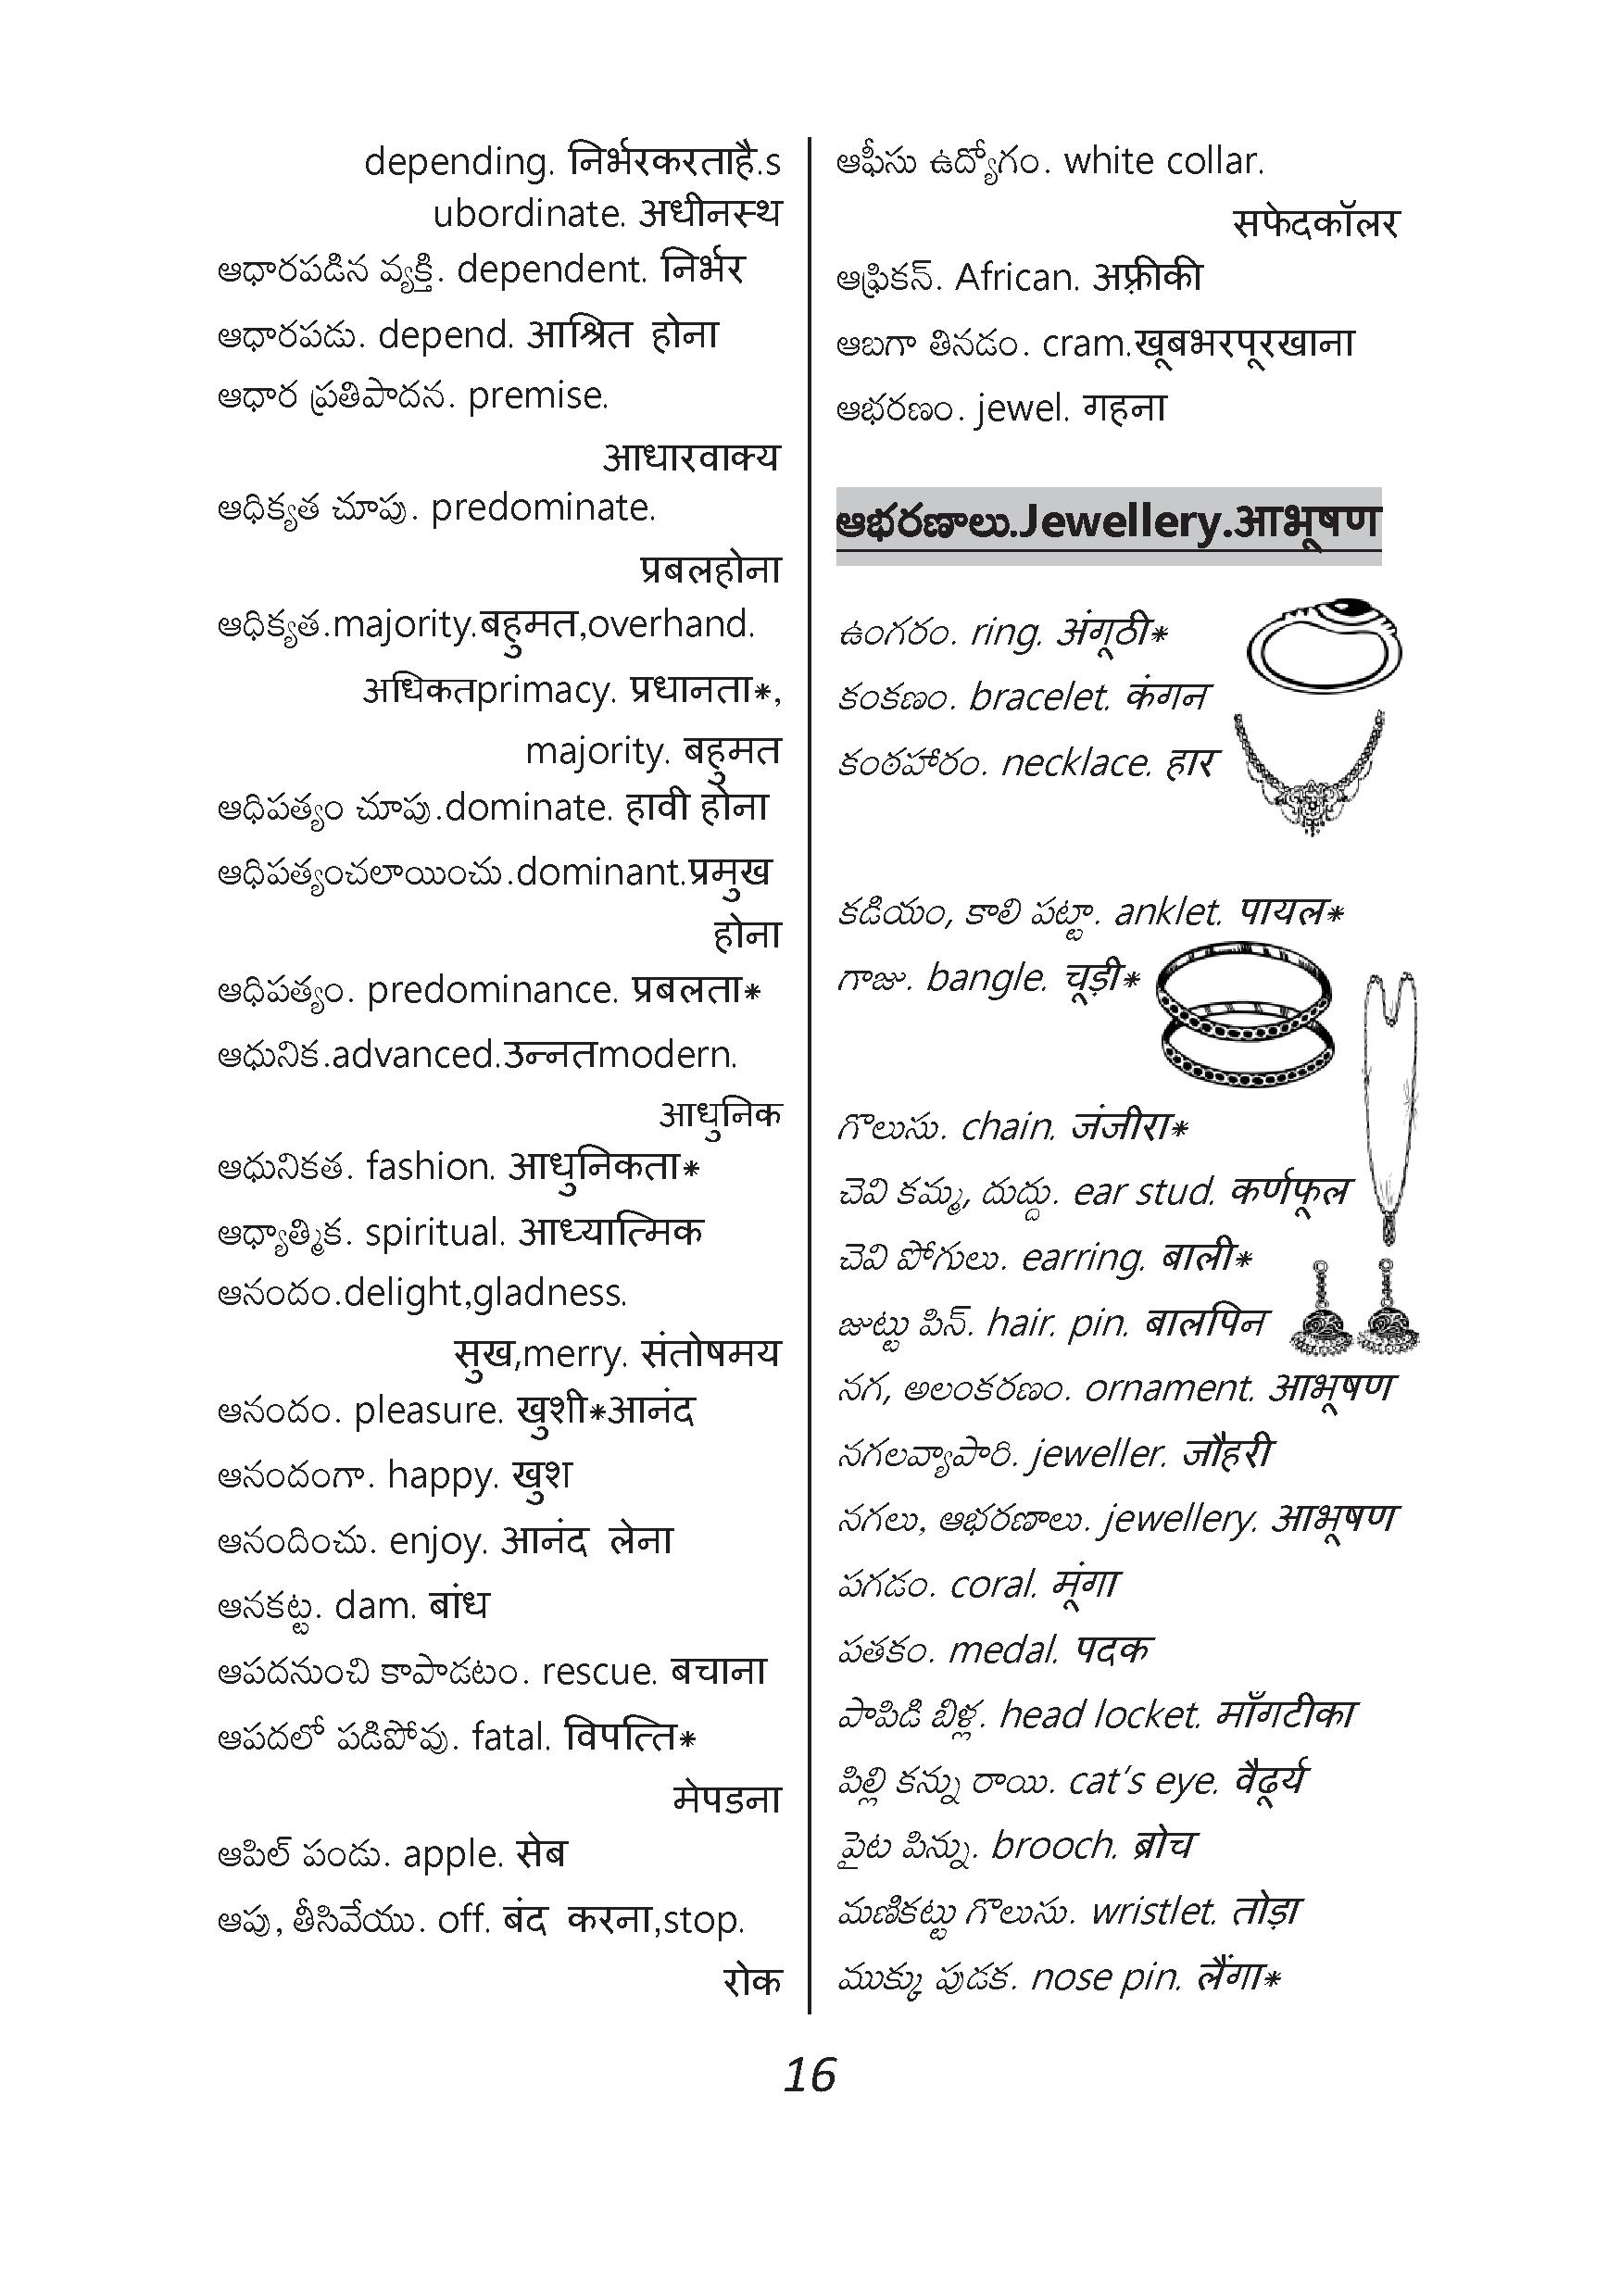 depending. निर्भरकरताहै.s
ubordinate. अधीनस्थ
ఆధారపడిన వ్యక్తి. dependent. निर्भर
ఆధారపడు. depend. आश्रित होना
ఆధార ప్రతిపాదన. premise.
आधारवाक्य
ఆధిక్యత చూపు. predominate.
प्रबलहोना
ఆధిక్యత.majority.बहुमत,overhand.
अधिकतprimacy. प्रधानता*,
majority. बहुमत
ఆధిపత్యం చూపు.dominate. हावी होना
ఆధిపత్యంచలాయించు.dominant.प्रमुख
होना
ఆధిపత్యం. predominance. प्रबलता*
ఆధునిక.advanced.उन्नतmodern.
आधुनिक
ఆధునికత. fashion. आधुनिकता*
ఆధ్యాత్మిక. spiritual. आध्यात्मिक
ఆనందం.delight,gladness.
सुख,merry. संतोषमय
ఆనందం. pleasure. खुशी*आनंद
ఆనందంగా. happy. खुश
ఆనందించు. enjoy. आनंद लेना
ఆనకట్ట. dam. बांध
ఆపదనుంచి కాపాడటం. rescue. बचाना
ఆపదలో పడిపోవు. fatal. विपत्ति*
मेपडना
ఆపిల్ పండు. apple. सेब
ఆపు, తీసివేయు. off. बंद करना,stop.
रोक
ఆఫీసు ఉద్యోగం. white collar.
सफेदकॉलर
ఆఫ్రికన్. African. अफ्रीकी
ఆబగా తినడం. cram.खूबभरपूरखाना
ఆభరణం. jewel. गहना
ఆభరణాలు.Jewellery.आभूषण
ఉంగరం. ring. अंगूठी*
కంకణం. bracelet. कंगन
కంఠహారం. necklace. हार
కడియం, కాలి పట్టా. anklet. पायल*
గాజు. bangle. चूड़ी*
గొలుసు. chain. जंजीरा*
చెవి కమ్మ, దుద్దు. ear stud. कर्णफूल
చెవి పోగులు. earring. बाली*
జుట్టు పిన్. hair. pin. बालपिन
నగ, అలంకరణం. ornament. आभूषण
నగలవ్యాపారి. jeweller. जौहरी
నగలు, ఆభరణాలు. jewellery. आभूषण
పగడం. coral. मूंगा
పతకం. medal. पदक
పాపిడి బిళ్ల. head locket. माँगटीका
పిల్లి కన్ను రాయి. cat‘s eye. वैढूर्य
పైట పిన్ను. brooch. ब्रोच
మణికట్టు గొలుసు. wristlet. तोड़ा
ముక్కు పుడక. nose pin. लैंगा*
16